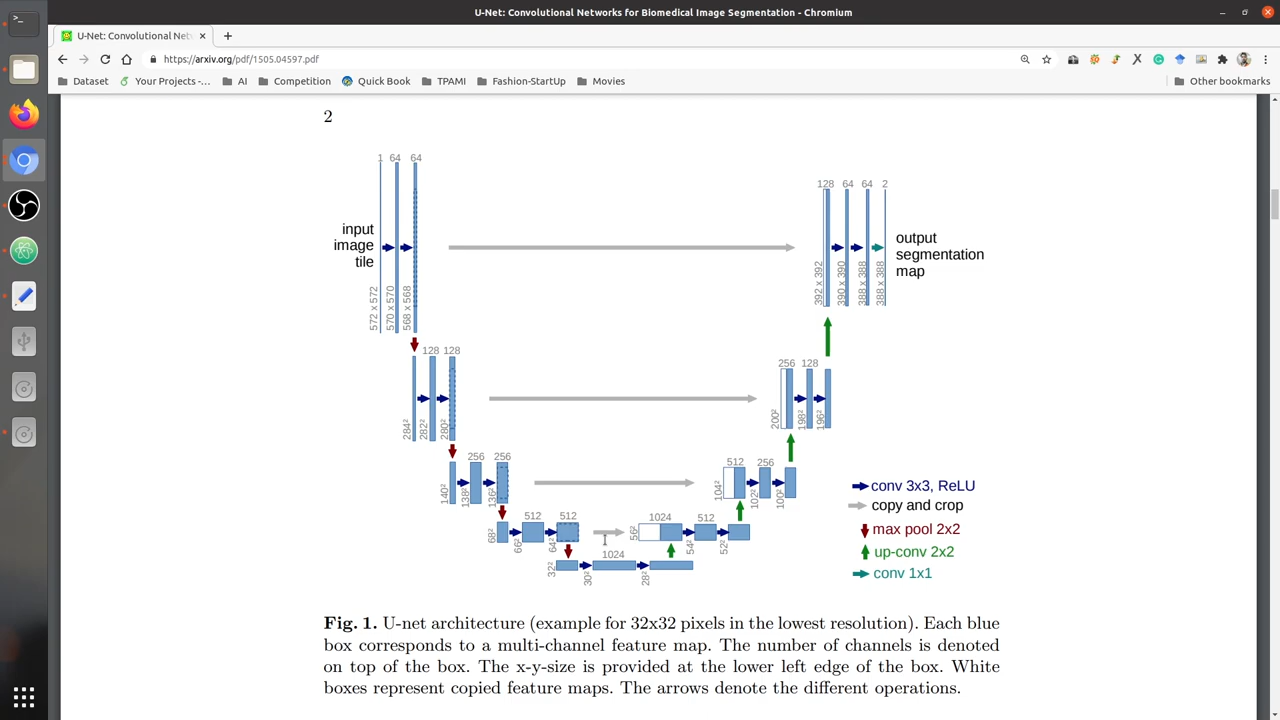 U-Net: Convolutional Networks for Biomedical Image Segmentation - Chromium
U-Net: Convolutional Net
https://arxiv.org/pdf/1505.04597.pdf
Dataset Your Projects -... AI Competition Quick Book TPAMI Fashion-StartUp Movies Other bookmarks
2
1 64 64
128 64 64 2
input
image
tile
output
segmentation
map
572 x 572
570 x 570
568 x 568
392 x 392
390 x 390
388 x 388
388 x 388
128 128
256 128
284²
282²
280²
200²
198²
196²
256 256
512 256
140²
138²
136²
104²
102²
100²
512 512
1024 512
68²
66²
64²
56²
54²
52²
1024
32²
30²
28²
conv 3x3, ReLU
copy and crop
max pool 2x2
up-conv 2x2
conv 1x1
Fig. 1. U-net architecture (example for 32x32 pixels in the lowest resolution). Each blue
box corresponds to a multi-channel feature map. The number of channels is denoted
on top of the box. The x-y-size is provided at the lower left edge of the box. White
boxes represent copied feature maps. The arrows denote the different operations.